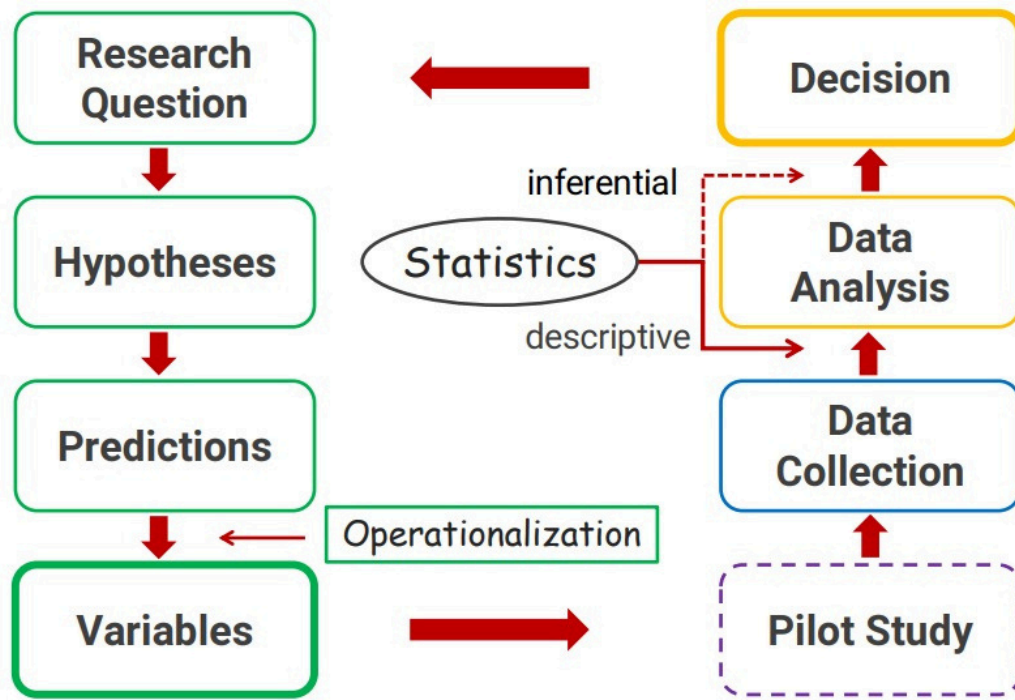 Research
Question
Hypotheses
Predictions
Operationalization
Variables
Statistics
inferential
descriptive
Decision
Data
Analysis
Data
Collection
Pilot Study